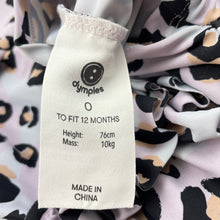 dymples
0
TO FIT 12 MONTHS
Height: 76cm
Mass: 10kg
MADE IN
CHINA